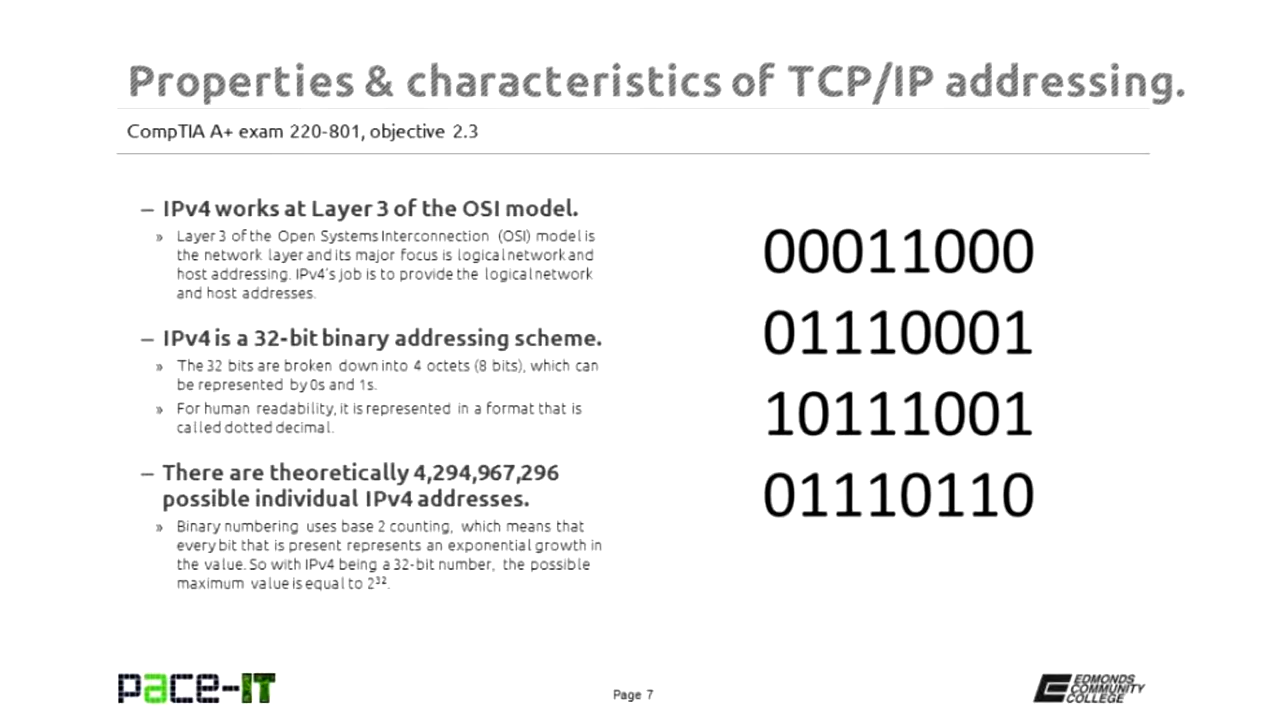 Properties & characteristics of TCP/IP addressing.
CompTIA A+ exam 220-801, objective 2.3
– IPv4 works at Layer 3 of the OSI model.
» Layer 3 of the Open Systems Interconnection (OSI) model is
the network layer and its major focus is logical network and
host addressing. IPv4's job is to provide the logical network
and host addresses.
– IPv4 is a 32-bit binary addressing scheme.
» The 32 bits are broken down into 4 octets (8 bits), which can
be represented by 0s and 1s.
» For human readability, it is represented in a format that is
called dotted decimal.
– There are theoretically 4,294,967,296
possible individual IPv4 addresses.
» Binary numbering uses base 2 counting, which means that
every bit that is present represents an exponential growth in
the value. So with IPv4 being a 32-bit number, the possible
maximum value is equal to 2³².
00011000
01110001
10111001
01110110
pace-IT
Page 7
EDMONDS
COMMUNITY
COLLEGE